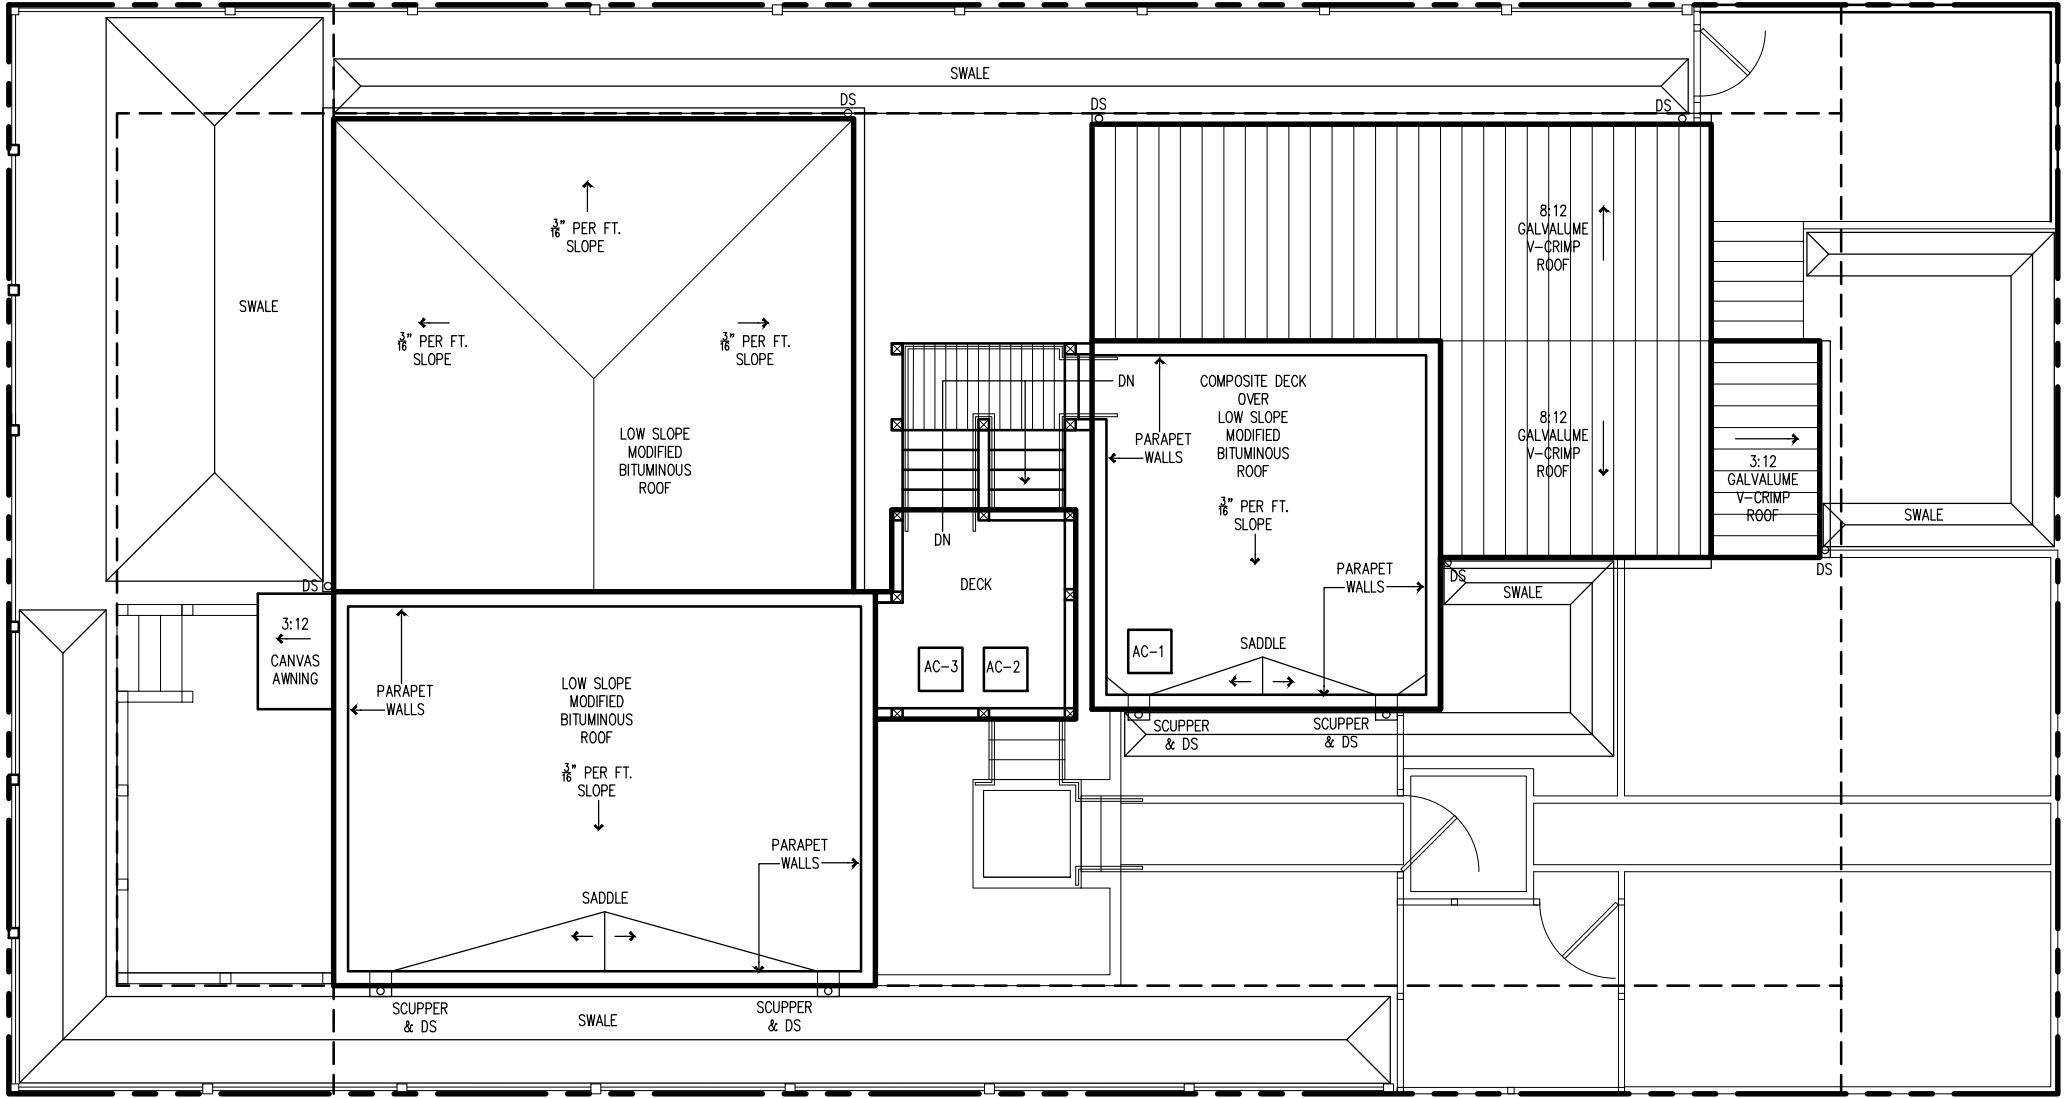 SWALE
DS
DS
DS
3/16" PER FT.
SLOPE
8:12
GALVALUME
V-CRIMP
ROOF
SWALE
3/16" PER FT.
SLOPE
3/16" PER FT.
SLOPE
LOW SLOPE
MODIFIED
BITUMINOUS
ROOF
DN
COMPOSITE DECK
OVER
LOW SLOPE
MODIFIED
BITUMINOUS
ROOF
3/16" PER FT.
SLOPE
PARAPET
WALLS
8:12
GALVALUME
V-CRIMP
ROOF
3:12
GALVALUME
V-CRIMP
ROOF
SWALE
DN
DECK
PARAPET
WALLS
DS
DS
SWALE
DS
3:12
CANVAS
AWNING
AC-3
AC-2
AC-1
SADDLE
PARAPET
WALLS
LOW SLOPE
MODIFIED
BITUMINOUS
ROOF
3/16" PER FT.
SLOPE
SCUPPER
& DS
SCUPPER
& DS
PARAPET
WALLS
SADDLE
SCUPPER
& DS
SWALE
SCUPPER
& DS